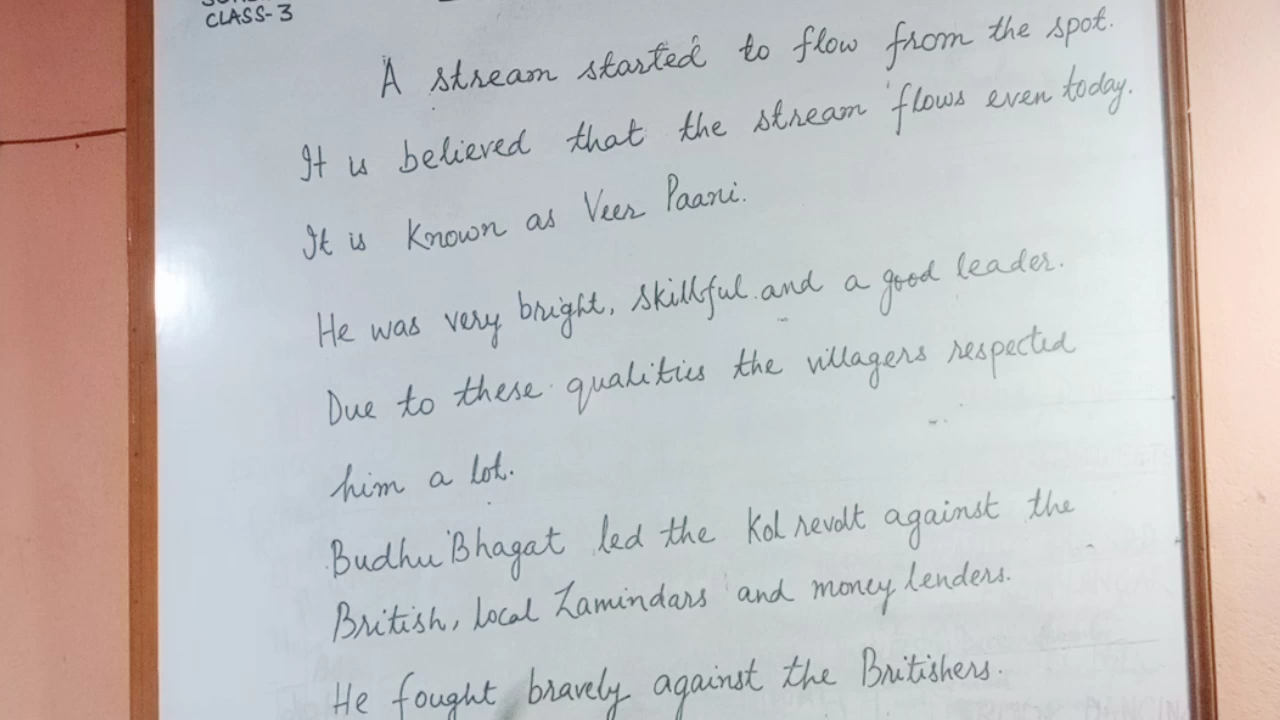 CLASS-3
A stream started to flow from the spot.
It is believed that the stream flows even today.
It is known as Veer Paani.
He was very bright, skillful and a good leader.
Due to these qualities the villagers respected
him a lot.
Budhu Bhagat led the Kol revolt against the
British, local Zamindars and money lenders.
He fought bravely against the Britishers.